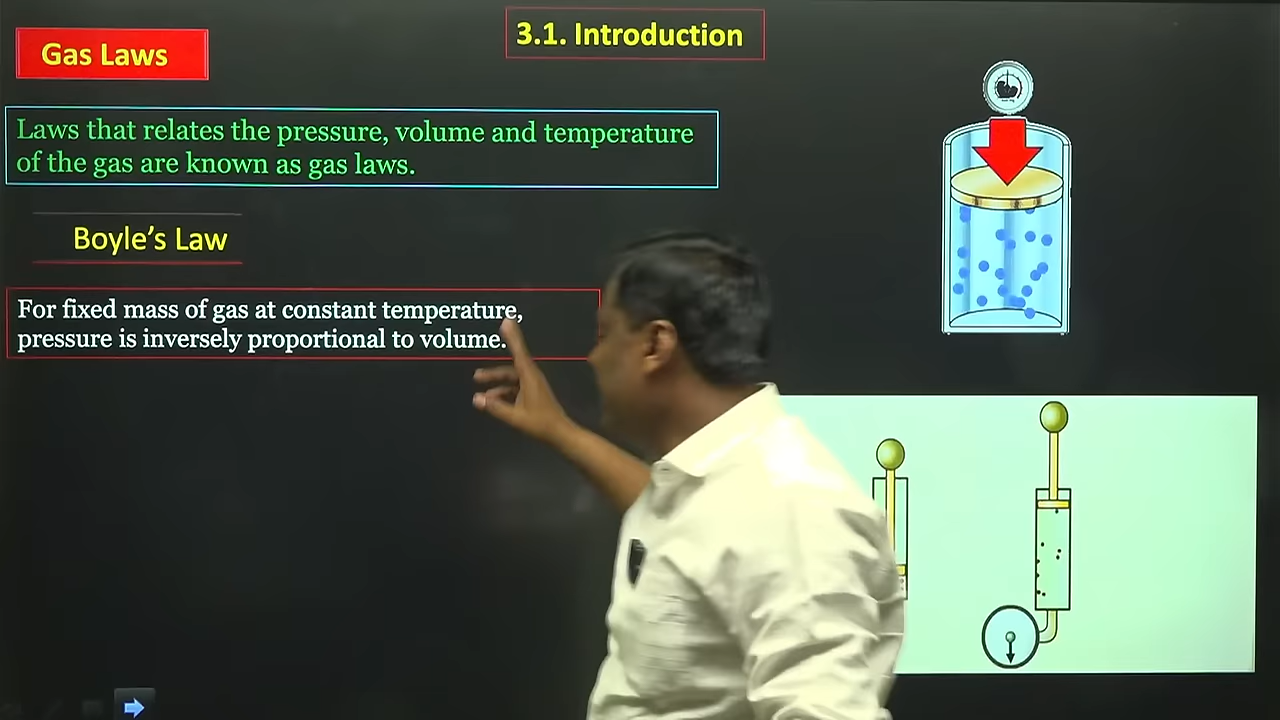 3.1. Introduction
Gas Laws
Laws that relates the pressure, volume and temperature
of the gas are known as gas laws.
Boyle's Law
For fixed mass of gas at constant temperature,
pressure is inversely proportional to volume.